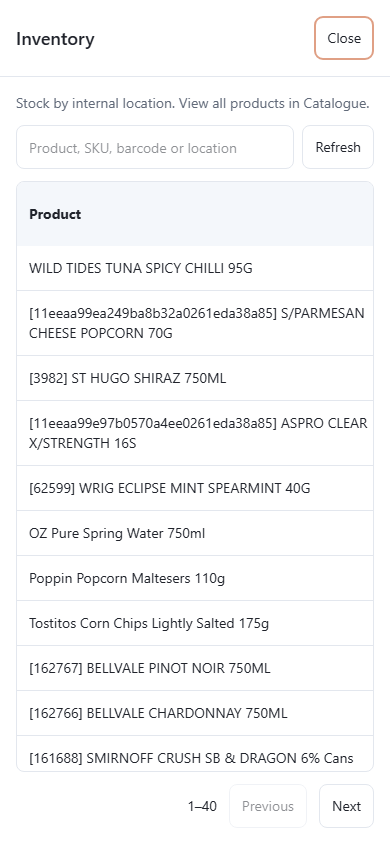 Inventory
Close
Stock by internal location. View all products in Catalogue.
Product, SKU, barcode or location
Refresh
Product
WILD TIDES TUNA SPICY CHILLI 95G
[11eeaa99ea249ba8b32a0261eda38a85] S/PARMESAN
CHEESE POPCORN 70G
[3982] ST HUGO SHIRAZ 750ML
[11eeaa99e97b0570a4ee0261eda38a85] ASPRO CLEAR
X/STRENGTH 16S
[62599] WRIG ECLIPSE MINT SPEARMINT 40G
OZ Pure Spring Water 750ml
Poppin Popcorn Maltesers 110g
Tostitos Corn Chips Lightly Salted 175g
[162767] BELLVALE PINOT NOIR 750ML
[162766] BELLVALE CHARDONNAY 750ML
[161688] SMIRNOFF CRUSH SB & DRAGON 6% Cans
1–40
Previous
Next